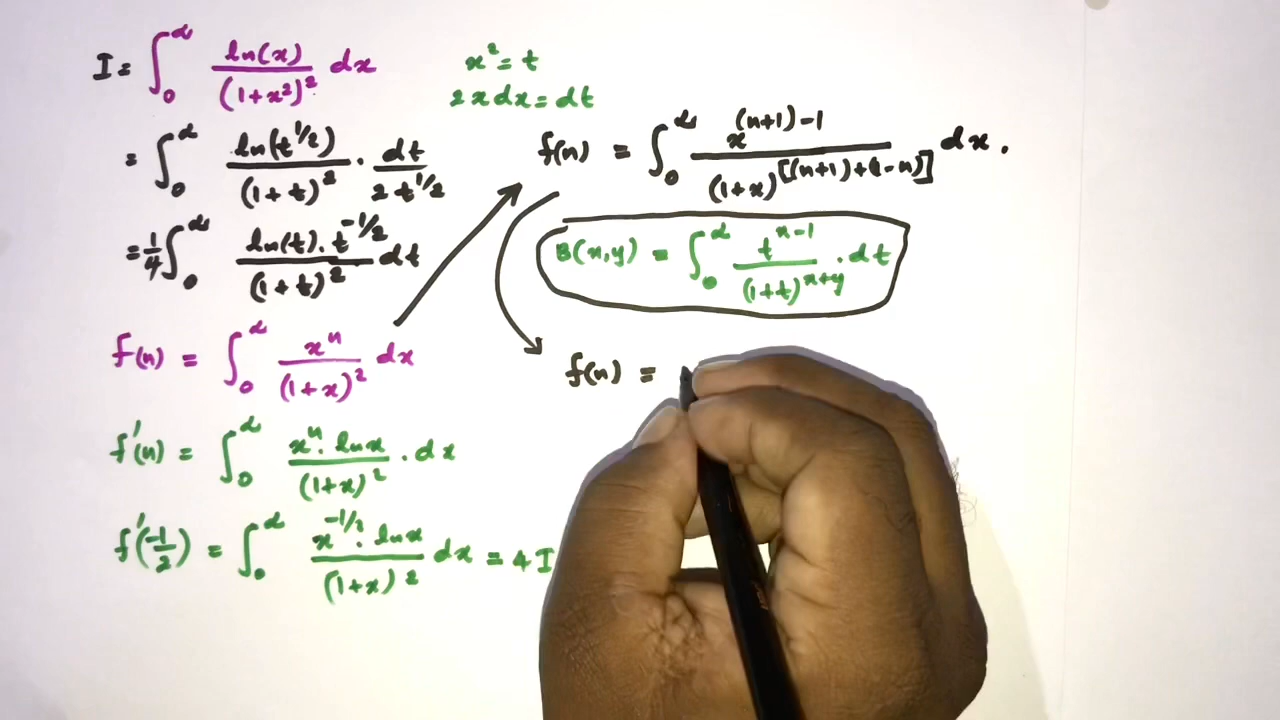 I = ∫₀^∞ ln(x)/(1+x²)² dx
x² = t
2x dx = dt
= ∫₀^∞ ln(t^1/2)/(1+t)² · dt/2t^1/2
= 1/4 ∫₀^∞ ln(t). t^-1/2/(1+t)² dt
f(n) = ∫₀^∞ xⁿ/(1+x)² dx
f'(n) = ∫₀^∞ xⁿ. lnx/(1+x)² . dx
f'(-1/2) = ∫₀^∞ x^-1/2. lnx/(1+x)² dx = 4I
f(n) = ∫₀^∞ x^(n+1)-1/(1+x)^[(n+1)+(1-n)] dx.
B(x,y) = ∫₀^∞ t^x-1/(1+t)^x+y . dt
f(n) =